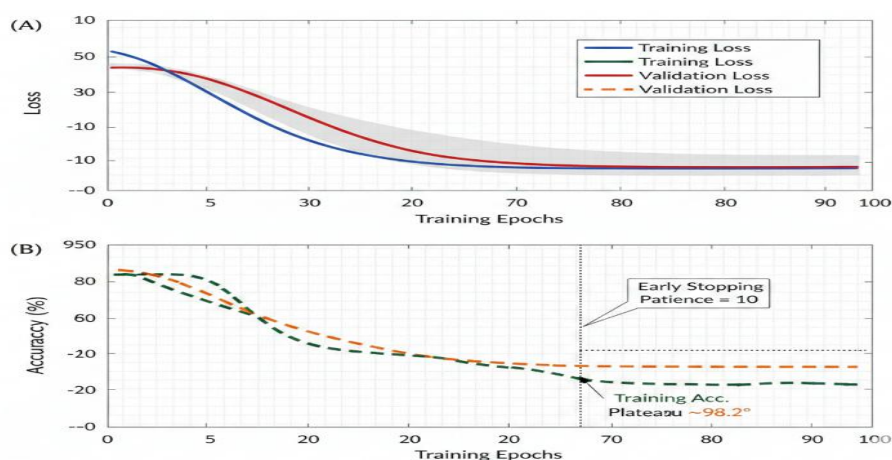 (A)
10
50
30
-10
-10
--0
Loss
Training Loss
Training Loss
Validation Loss
Validation Loss
0 5 30 20 70 80 90 100
Training Epochs
(B)
950
80
60
-20
-20
--0
Accuraccy (%)
Early Stopping
Patience = 10
Training Acc.
Plateau ~98.2°
0 5 20 20 20 70 80 90 100
Training Epochs